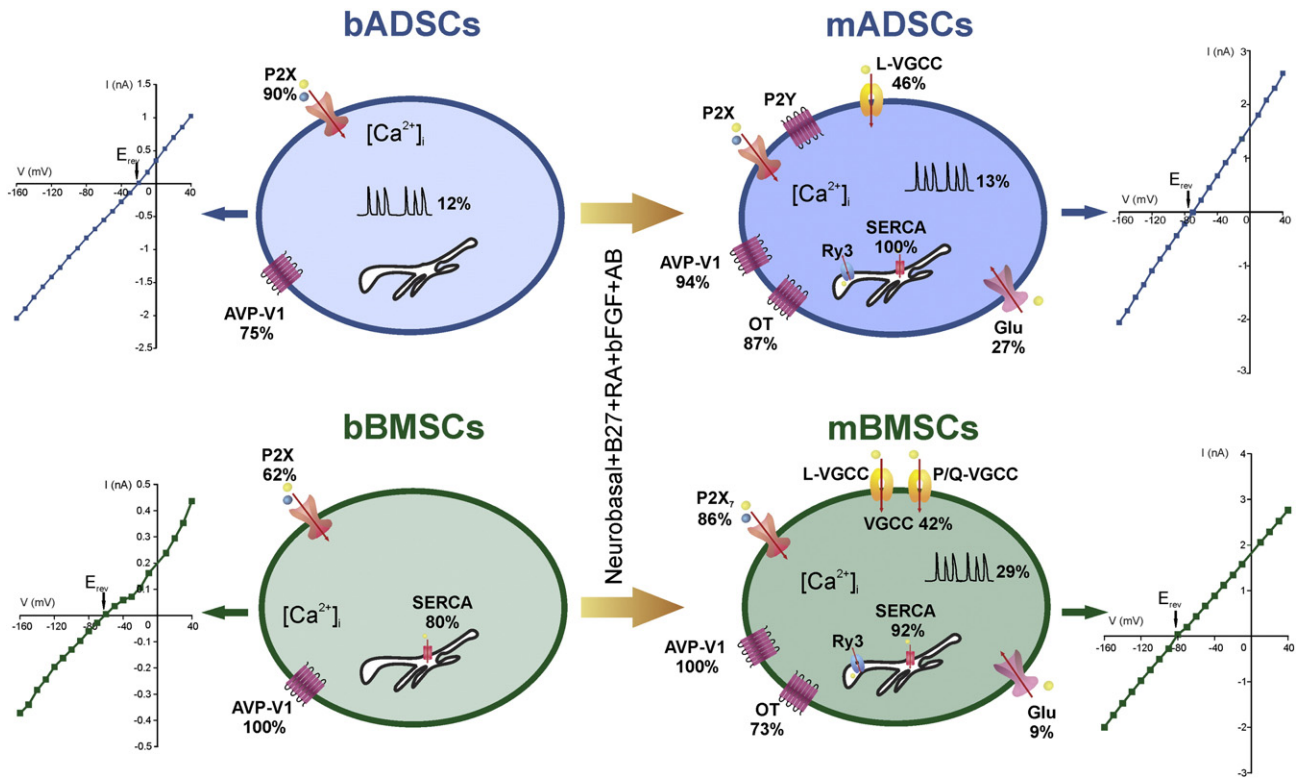 bADSCs
I (nA)
1.5
1
0.5
-0.5
-1
-1.5
-2
-2.5
E_rev
V (mV)
-160 -120 -80 -40 0 40
P2X
90%
[Ca²⁺]ᵢ
12%
AVP-V1
75%
mADSCs
L-VGCC
46%
P2Y
P2X
[Ca²⁺]ᵢ
13%
SERCA
100%
Ry3
AVP-V1
94%
OT
87%
Glu
27%
I (nA)
3
2
1
-1
-2
-3
E_rev
V (mV)
-160 -120 -80 -40 0 40
Neurobasal+B27+RA+bFGF+AB
bBMSCs
I (nA)
0.5
0.4
0.3
0.2
0.1
0
-0.1
-0.2
-0.3
-0.4
-0.5
E_rev
V (mV)
-160 -120 -80 -40 40
P2X
62%
[Ca²⁺]ᵢ
SERCA
80%
AVP-V1
100%
mBMSCs
L-VGCC
P/Q-VGCC
VGCC 42%
P2X₇
86%
[Ca²⁺]ᵢ
29%
SERCA
92%
Ry3
AVP-V1
100%
OT
73%
Glu
9%
I (nA)
4
3
2
1
-1
-2
-3
E_rev
V (mV)
-160 -120 -80 -40 0 40